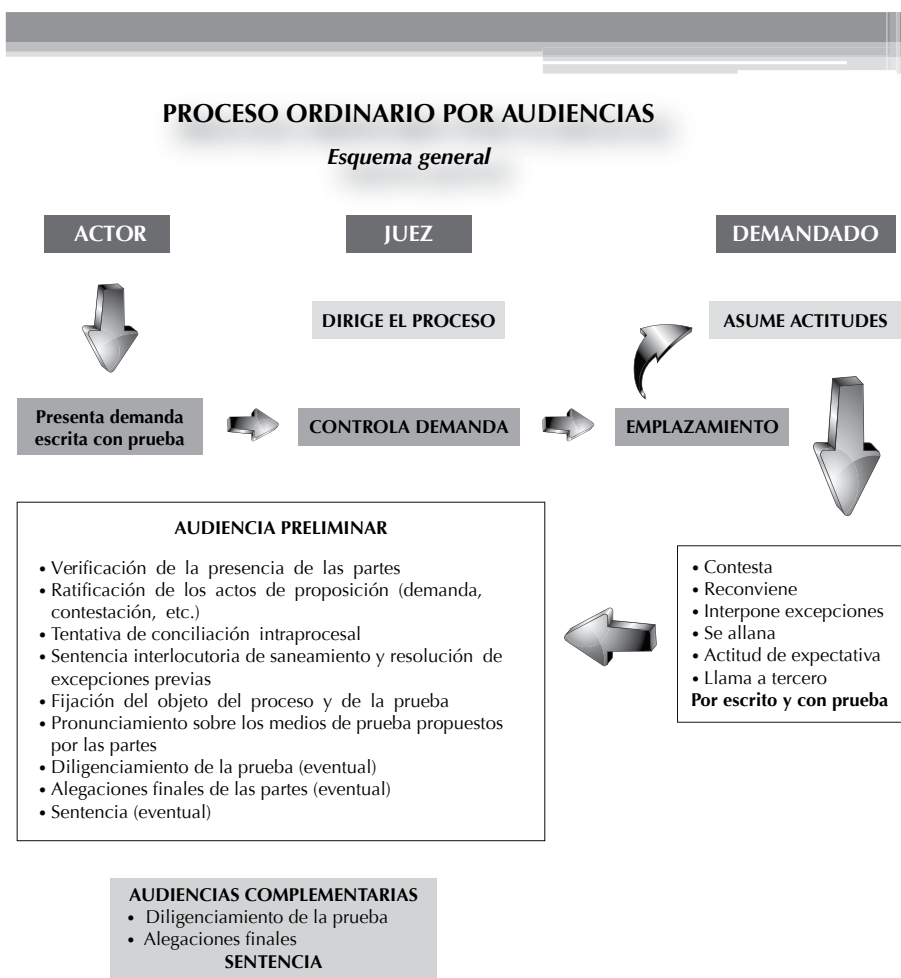 PROCESO ORDINARIO POR AUDIENCIAS
Esquema general
ACTOR
JUEZ
DEMANDADO
DIRIGE EL PROCESO
ASUME ACTITUDES
Presenta demanda
escrita con prueba
CONTROLA DEMANDA
EMPLAZAMIENTO
AUDIENCIA PRELIMINAR
• Verificación de la presencia de las partes
• Ratificación de los actos de proposición (demanda,
contestación, etc.)
• Tentativa de conciliación intraprocesal
• Sentencia interlocutoria de saneamiento y resolución de
excepciones previas
• Fijación del objeto del proceso y de la prueba
• Pronunciamiento sobre los medios de prueba propuestos
por las partes
• Diligenciamiento de la prueba (eventual)
• Alegaciones finales de las partes (eventual)
• Sentencia (eventual)
• Contesta
• Reconviene
• Interpone excepciones
• Se allana
• Actitud de expectativa
• Llama a tercero
Por escrito y con prueba
AUDIENCIAS COMPLEMENTARIAS
• Diligenciamiento de la prueba
• Alegaciones finales
SENTENCIA